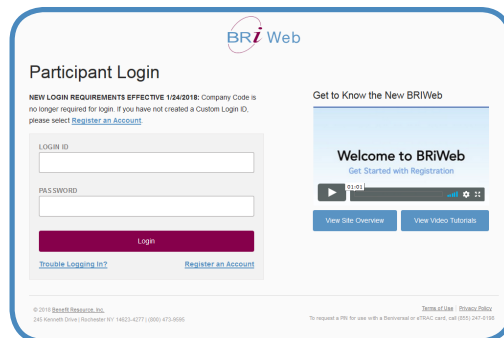 BRi Web
Participant Login
NEW LOGIN REQUIREMENTS EFFECTIVE 1/24/2018: Company Code is
no longer required for login. If you have not created a Custom Login ID,
please select Register an Account.
LOGIN ID
PASSWORD
Login
Trouble Logging In?
Register an Account
Get to Know the New BRIWeb
Welcome to BRiWeb
Get Started with Registration
01:01
View Site Overview
View Video Tutorials
© 2018 Benefit Resource, Inc.
245 Kenneth Drive | Rochester NY 14623-4277 | (800) 473-9595
Terms of Use | Privacy Policy
To request a PIN for use with a Beniversal or eTRAC card, call (855) 247-0198